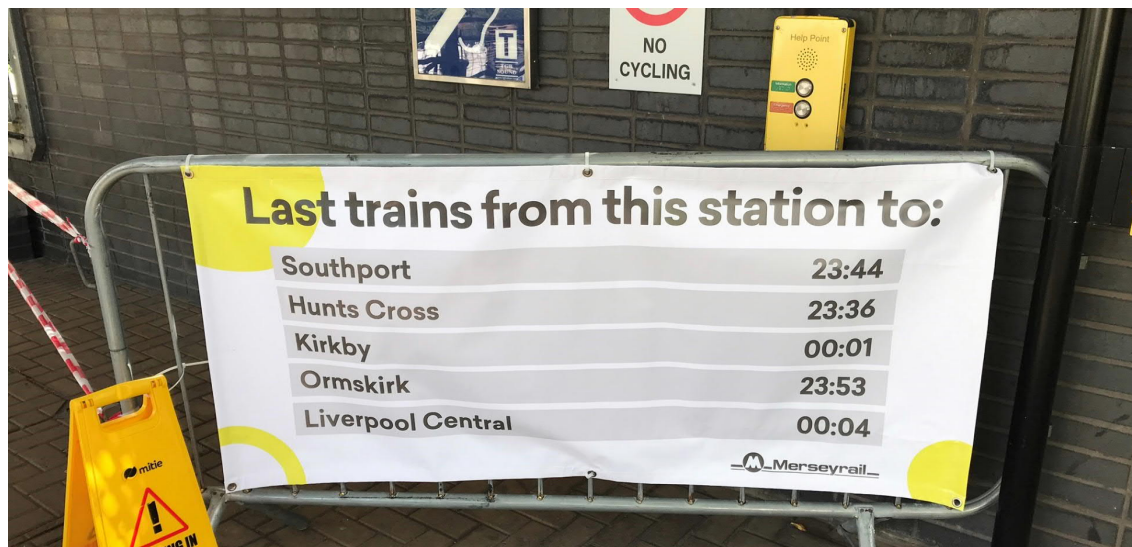 NO
CYCLING
Help Point
Last trains from this station to:
Southport 23:44
Hunts Cross 23:36
Kirkby 00:01
Ormskirk 23:53
Liverpool Central 00:04
Merseyrail
mitie